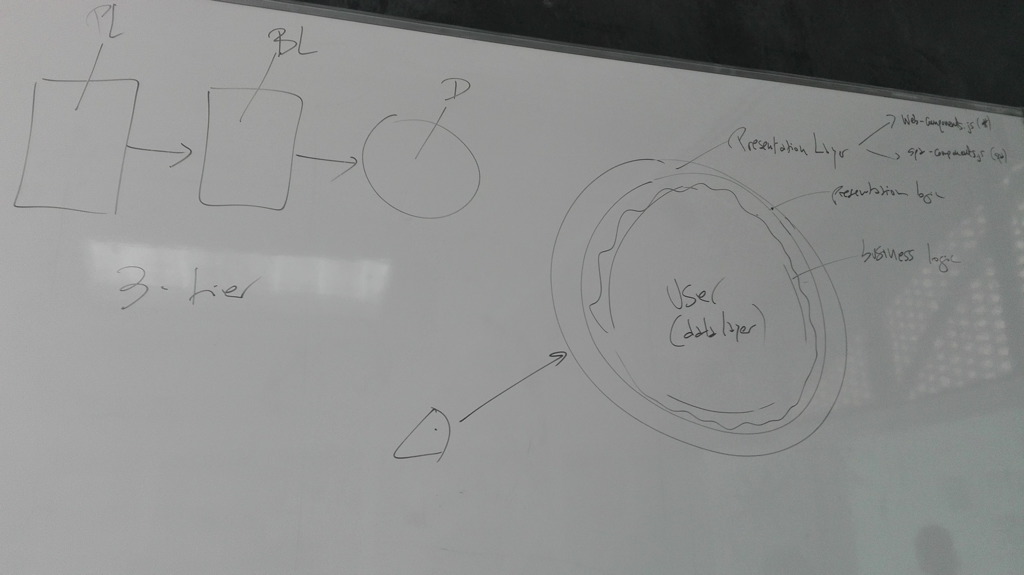 PL
BL
D
3-tier
Presentation Layer
web-components.js (*)
spa-components.js
Presentation logic
business logic
User
(data layer)